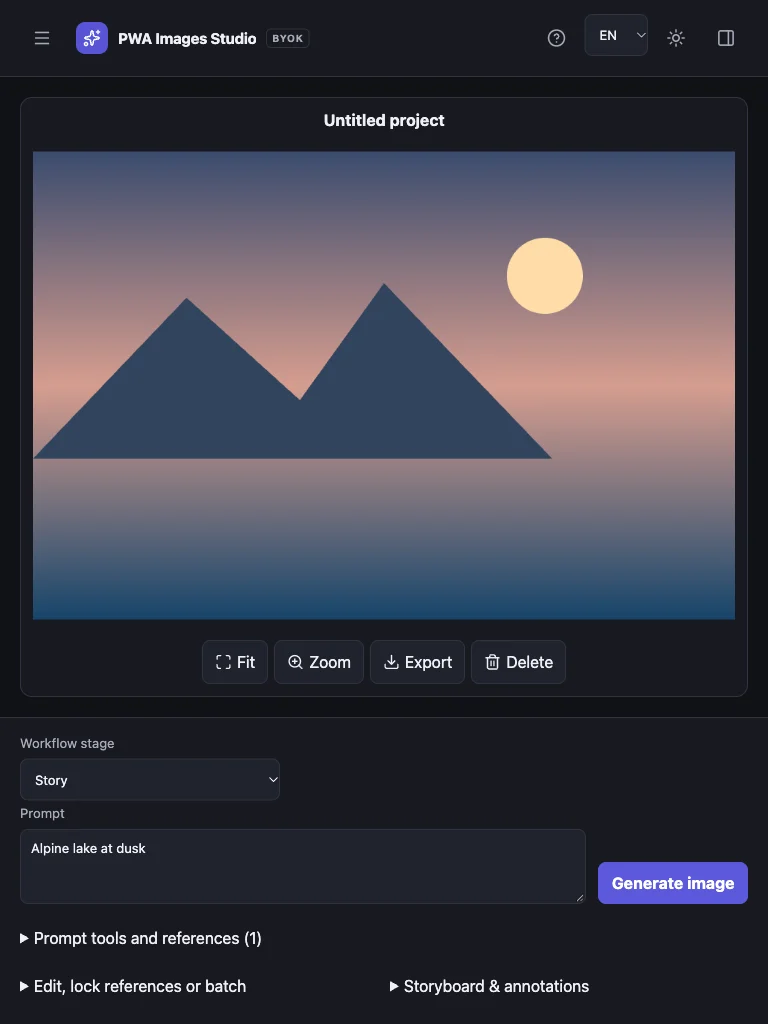 PWA Images Studio BYOK EN
Untitled project
Fit Zoom Export Delete
Workflow stage
Story
Prompt
Alpine lake at dusk
Generate image
Prompt tools and references (1)
Edit, lock references or batch Storyboard & annotations